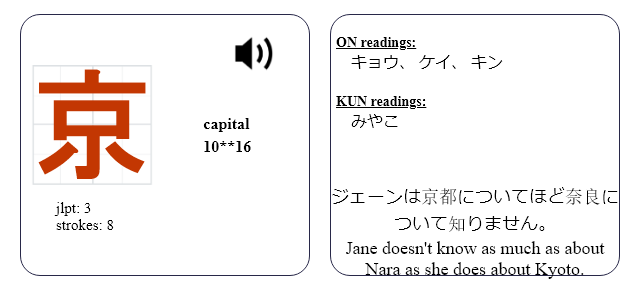 京
capital
10**16
jlpt: 3
strokes: 8
ON readings:
キョウ、 ケイ、 キン
KUN readings:
みやこ
ジェーンは京都についてほど奈良に
ついて知りません。
Jane doesn't know as much as about
Nara as she does about Kyoto.